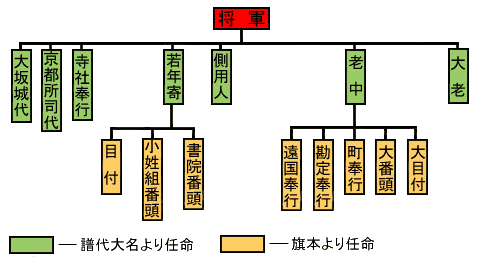 将軍
大坂城代
京都所司代
寺社奉行
若年寄
側用人
老中
大老
目付
小姓組番頭
書院番頭
遠国奉行
勘定奉行
町奉行
大番頭
大目付
─譜代大名より任命
─旗本より任命